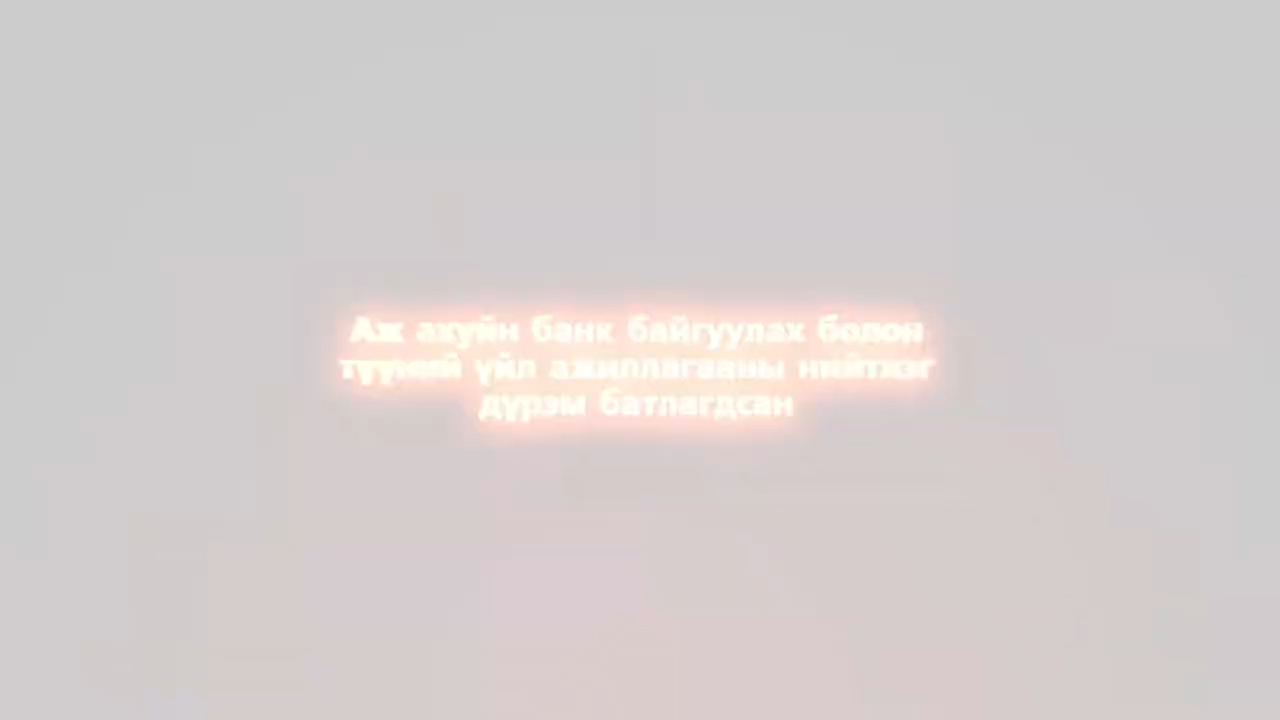 Аж ахуйн банк байгуулах болон
түүний үйл ажиллагааны нийтлэг
дүрэм батлагдсан